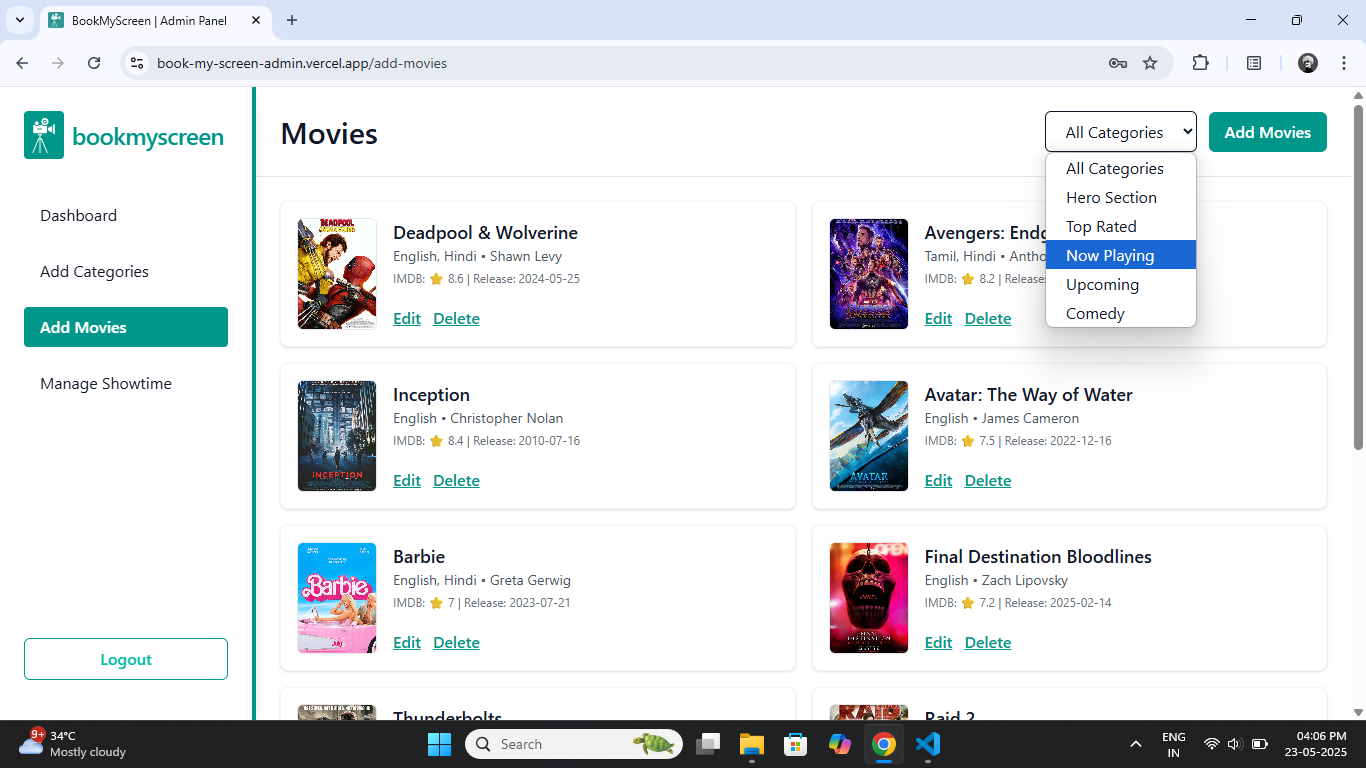 BookMyScreen | Admin Panel
book-my-screen-admin.vercel.app/add-movies
bookmyscreen
Dashboard
Add Categories
Add Movies
Manage Showtime
Logout
Movies
All Categories
Add Movies
All Categories
Hero Section
Top Rated
Now Playing
Upcoming
Comedy
DEADPOOL
Deadpool & Wolverine
English, Hindi • Shawn Levy
IMDB: ⭐ 8.6 | Release: 2024-05-25
Edit Delete
Avengers: Endg
Tamil, Hindi • Antho
IMDB: ⭐ 8.2 | Release:
Edit Delete
INCEPTION
Inception
English • Christopher Nolan
IMDB: ⭐ 8.4 | Release: 2010-07-16
Edit Delete
AVATAR
Avatar: The Way of Water
English • James Cameron
IMDB: ⭐ 7.5 | Release: 2022-12-16
Edit Delete
Barbie
Barbie
English, Hindi • Greta Gerwig
IMDB: ⭐ 7 | Release: 2023-07-21
Edit Delete
FINAL DESTINATION
Final Destination Bloodlines
English • Zach Lipovsky
IMDB: ⭐ 7.2 | Release: 2025-02-14
Edit Delete
Thunderbolts
RAID
Raid 2
9+
34°C
Mostly cloudy
Search
ENG
IN
04:06 PM
23-05-2025